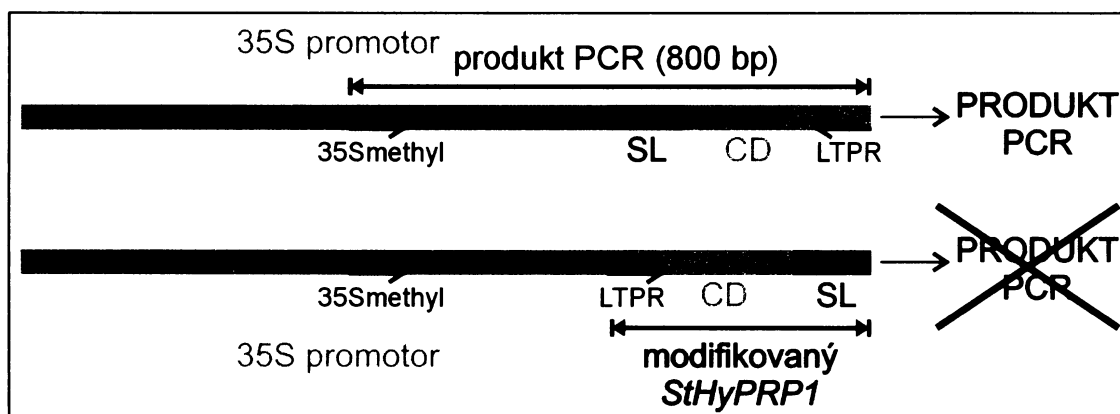 35S promotor
produkt PCR (800 bp)
PRODUKT
PCR
35Smethyl
SL
CD
LTPR
PRODUKT
PCR
35Smethyl
LTPR
CD
SL
35S promotor
modifikovaný
StHyPRP1